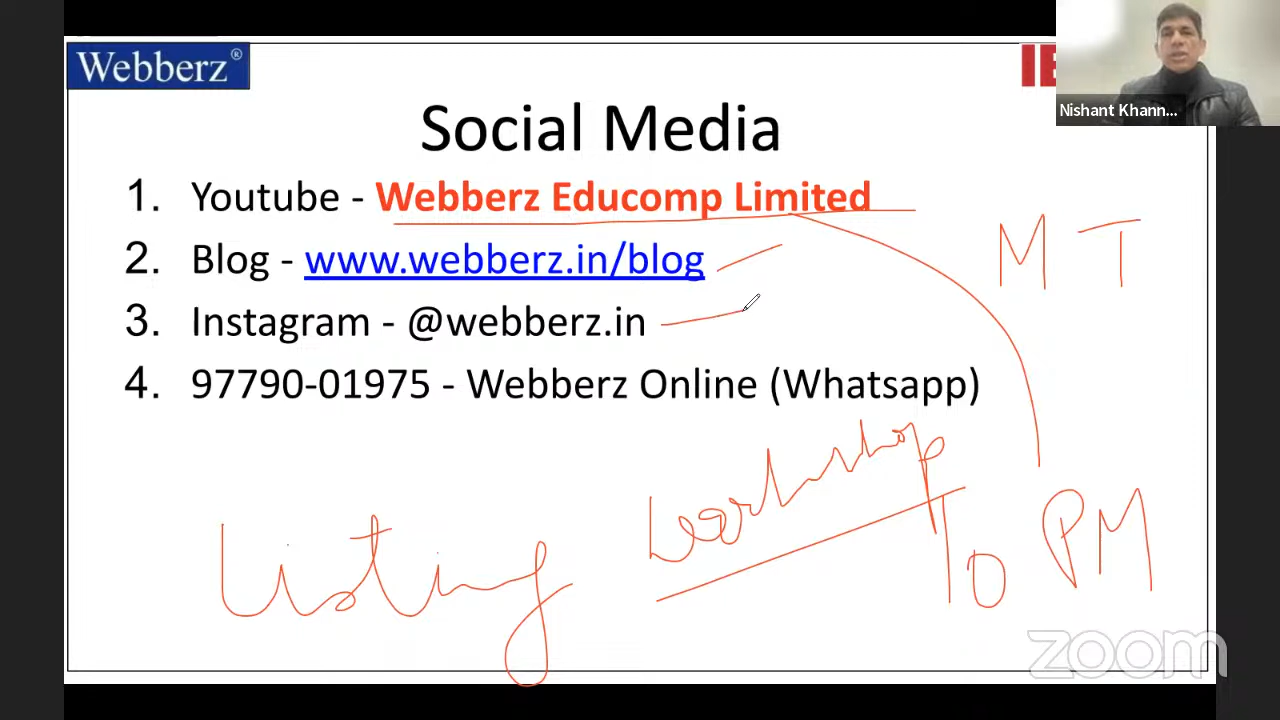 Webberz®
IE
Nishant Khann...
Social Media
1. Youtube - Webberz Educomp Limited
2. Blog - www.webberz.in/blog
3. Instagram - @webberz.in
4. 97790-01975 - Webberz Online (Whatsapp)
M T
Workshop
Listing
10 PM
zoom